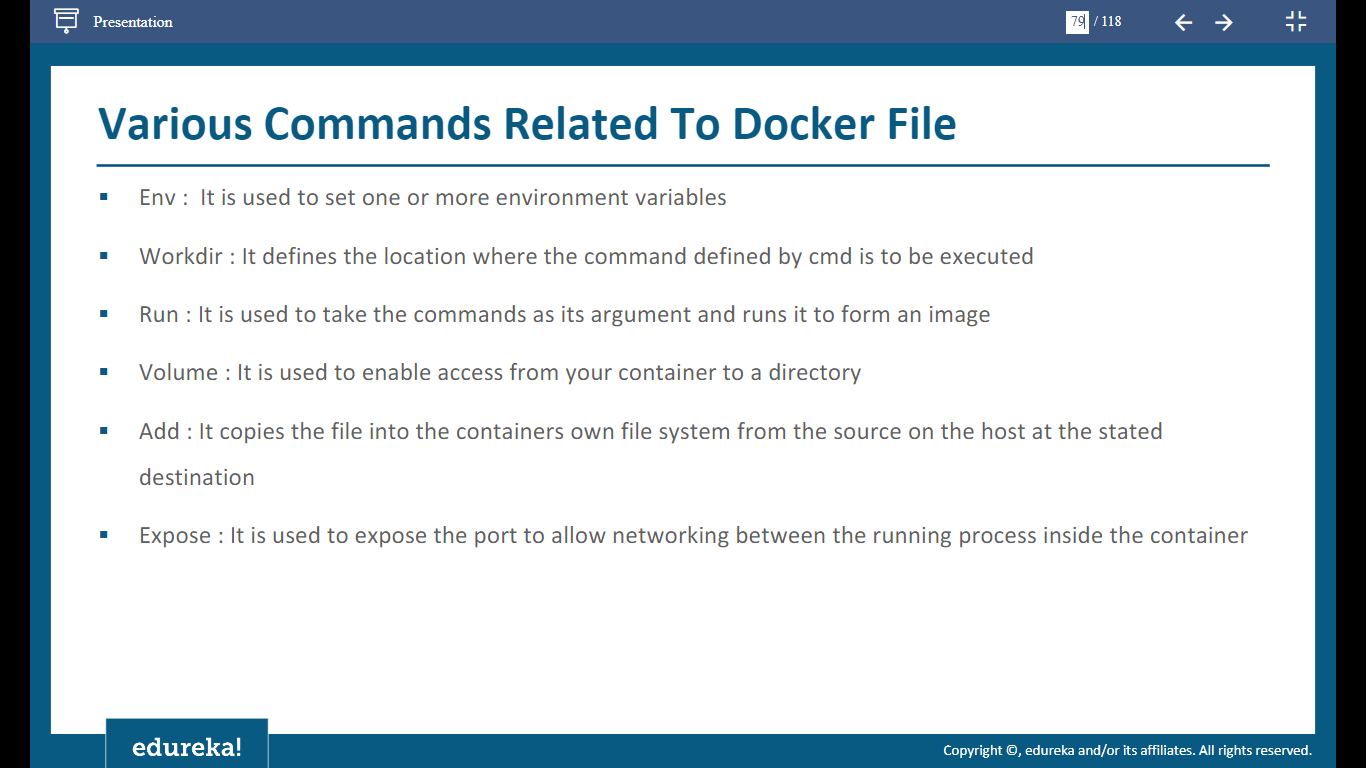 Presentation
79 / 118
Various Commands Related To Docker File
▪ Env : It is used to set one or more environment variables
▪ Workdir : It defines the location where the command defined by cmd is to be executed
▪ Run : It is used to take the commands as its argument and runs it to form an image
▪ Volume : It is used to enable access from your container to a directory
▪ Add : It copies the file into the containers own file system from the source on the host at the stated
destination
▪ Expose : It is used to expose the port to allow networking between the running process inside the container
edureka!
Copyright ©, edureka and/or its affiliates. All rights reserved.